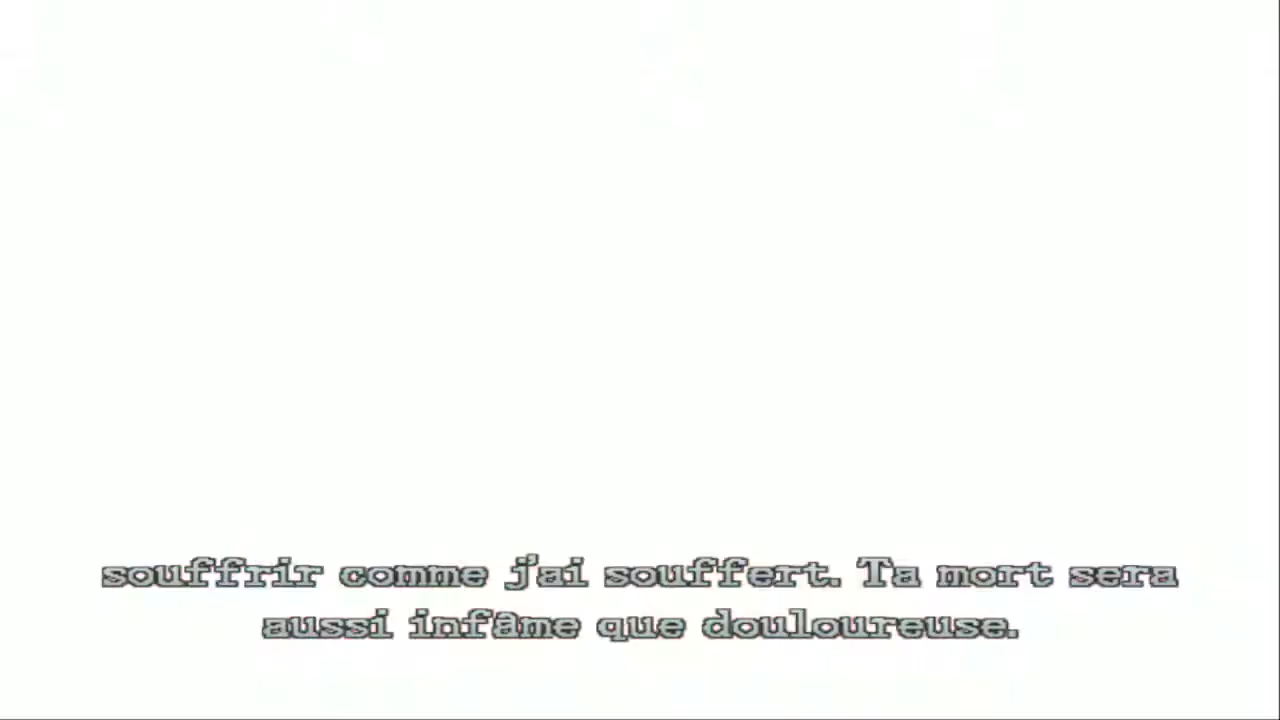 souffrir comme j'ai souffert. Ta mort sera
aussi infâme que douloureuse.